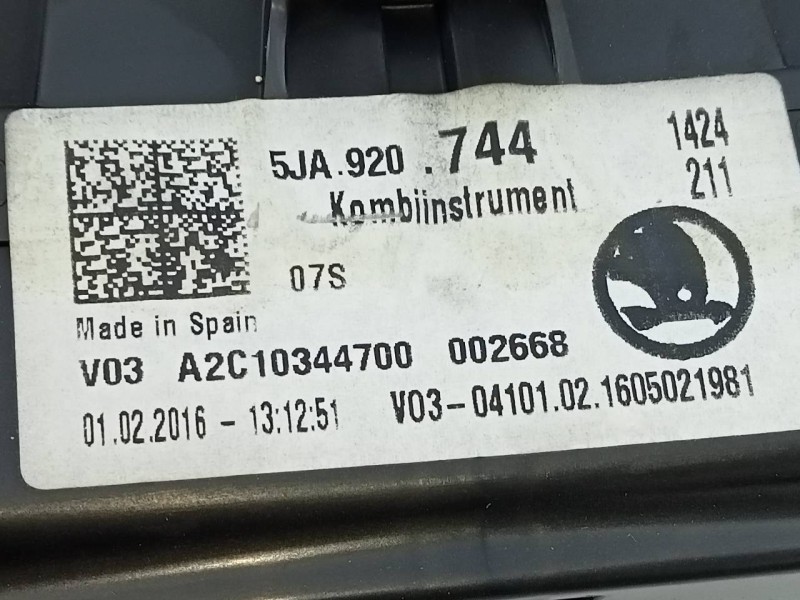 5JA.920 .744 1424
Kombiinstrument 211
07S
Made in Spain
V03 A2C10344700 002668
01.02.2016 - 13:12:51 V03-04101.02.1605021981